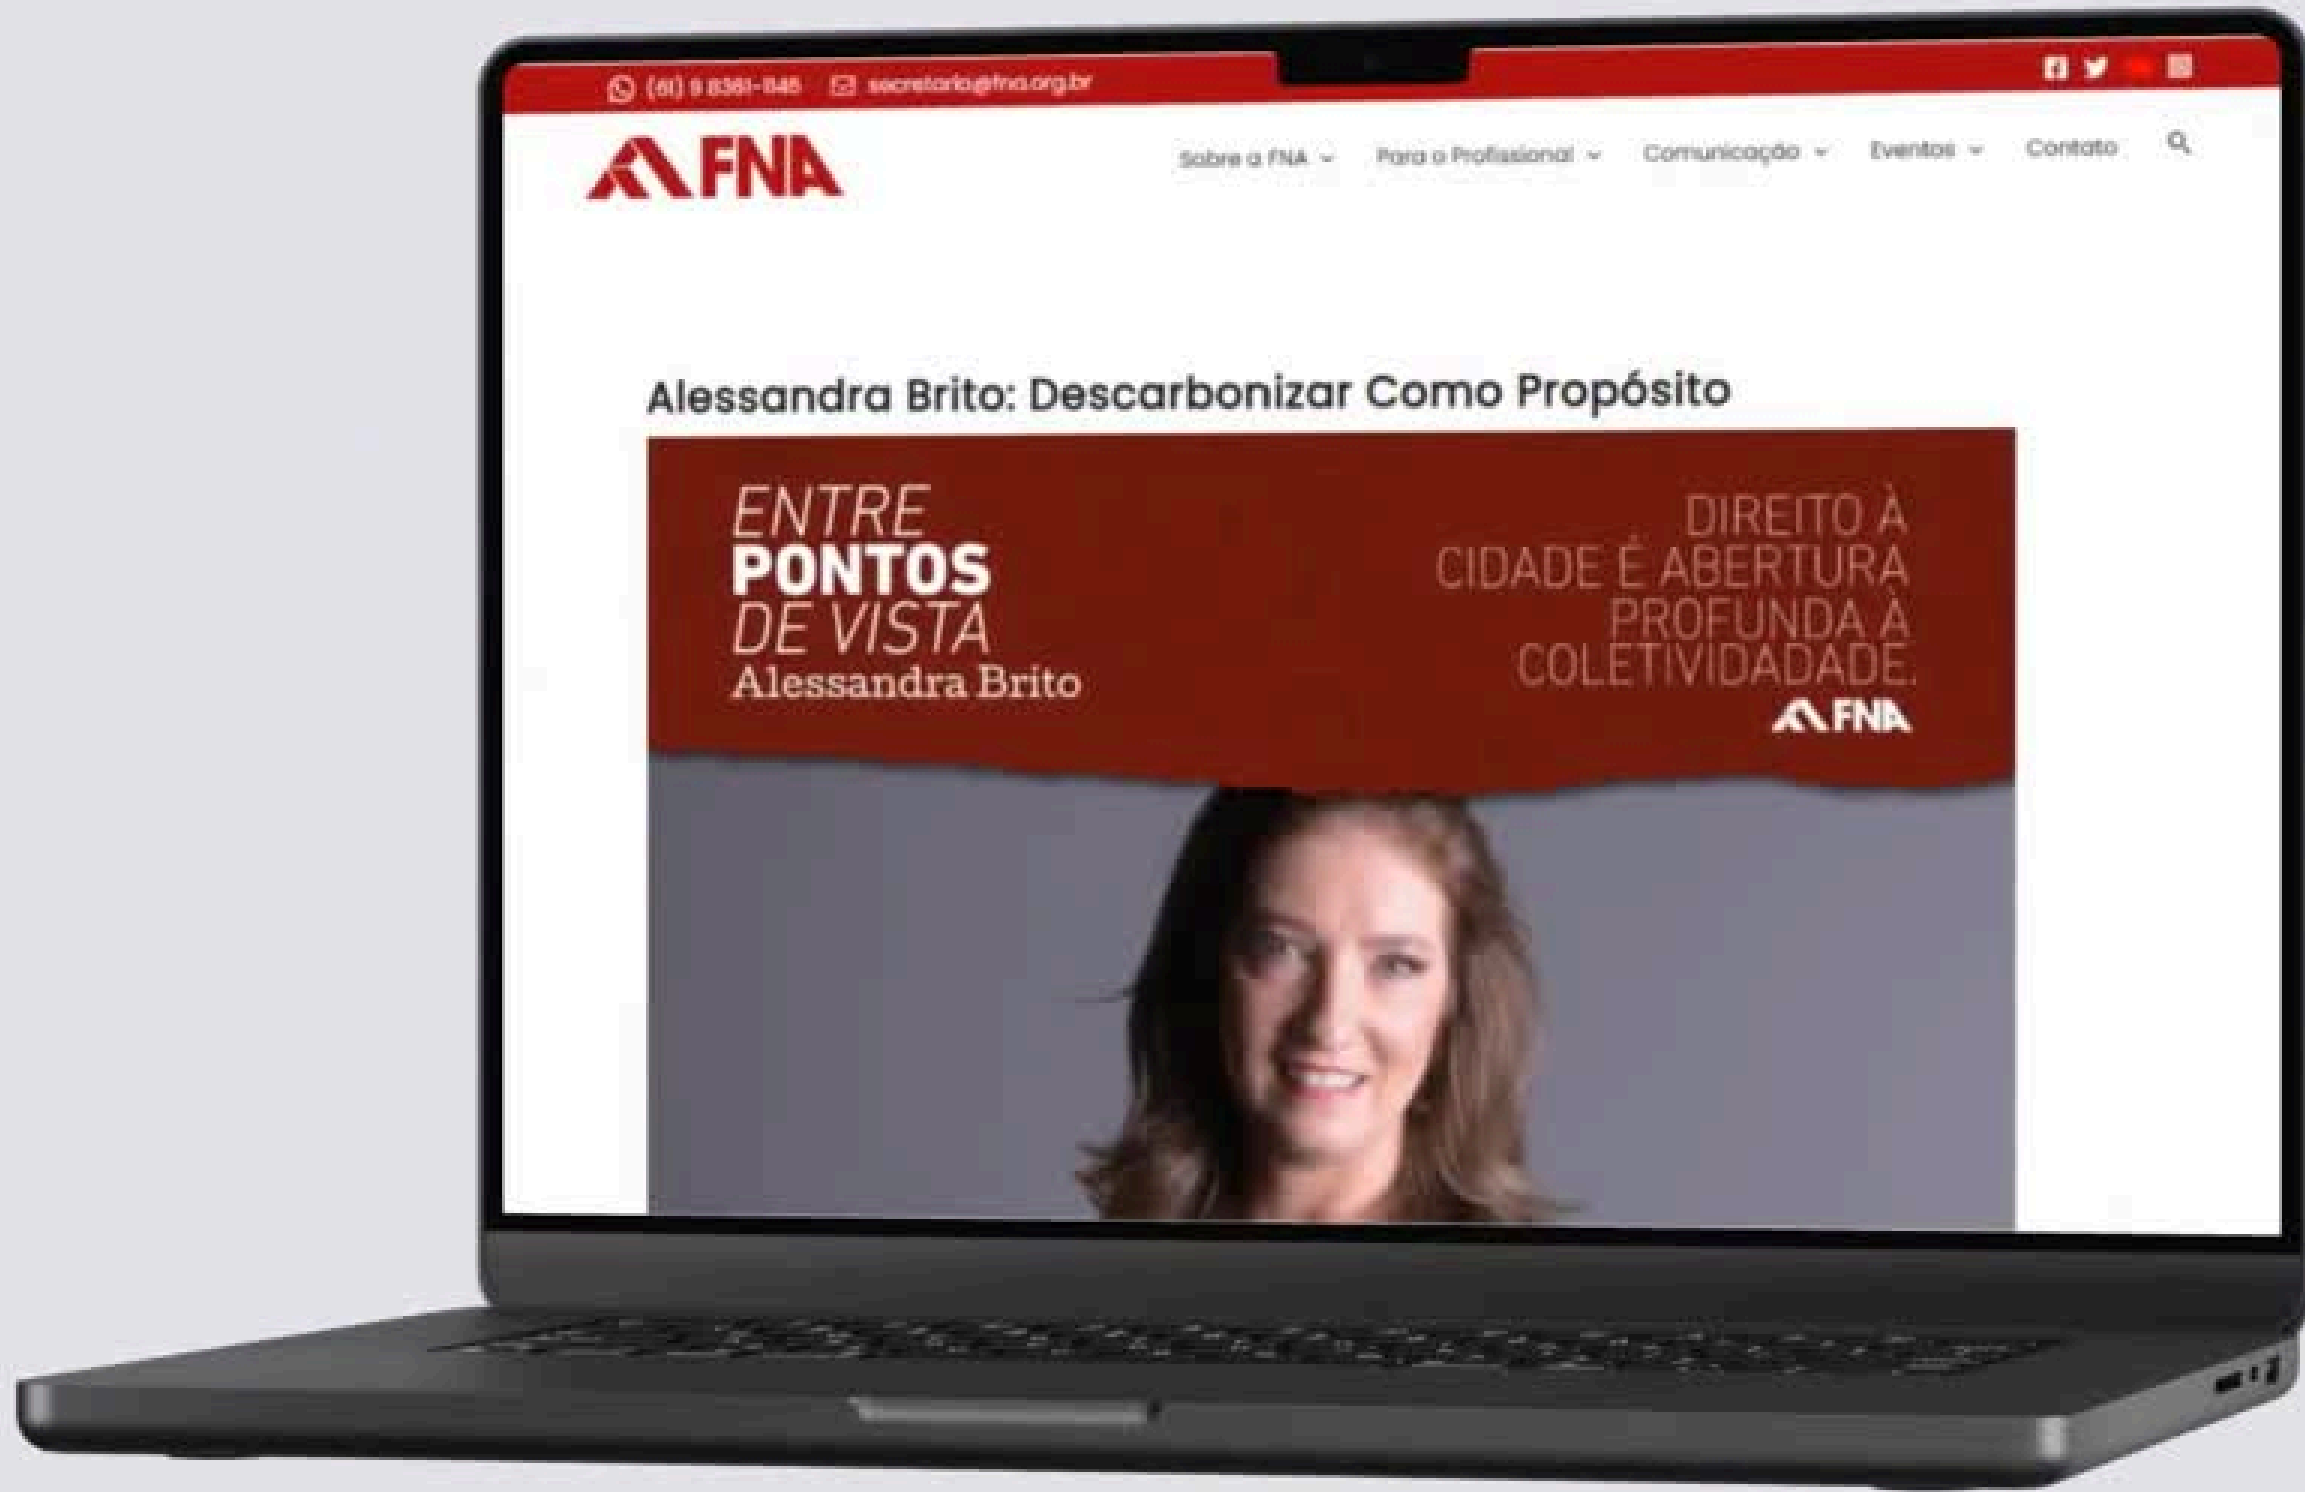 (61) 9 8361-1145 secretaria@fna.org.br
FNA
Sobre a FNA Para o Profissional Comunicação Eventos Contato
Alessandra Brito: Descarbonizar Como Propósito
ENTRE
PONTOS
DE VISTA
Alessandra Brito
DIREITO À
CIDADE É ABERTURA
PROFUNDA À
COLETIVIDADADE.
FNA